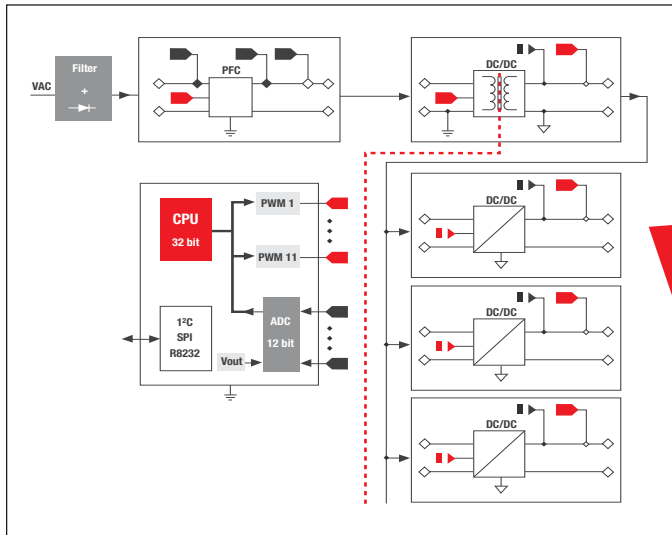 VAC
Filter
+
PFC
DC/DC
CPU
32 bit
PWM 1
PWM 11
ADC
12 bit
1²C
SPI
R8232
Vout
DC/DC
DC/DC
DC/DC